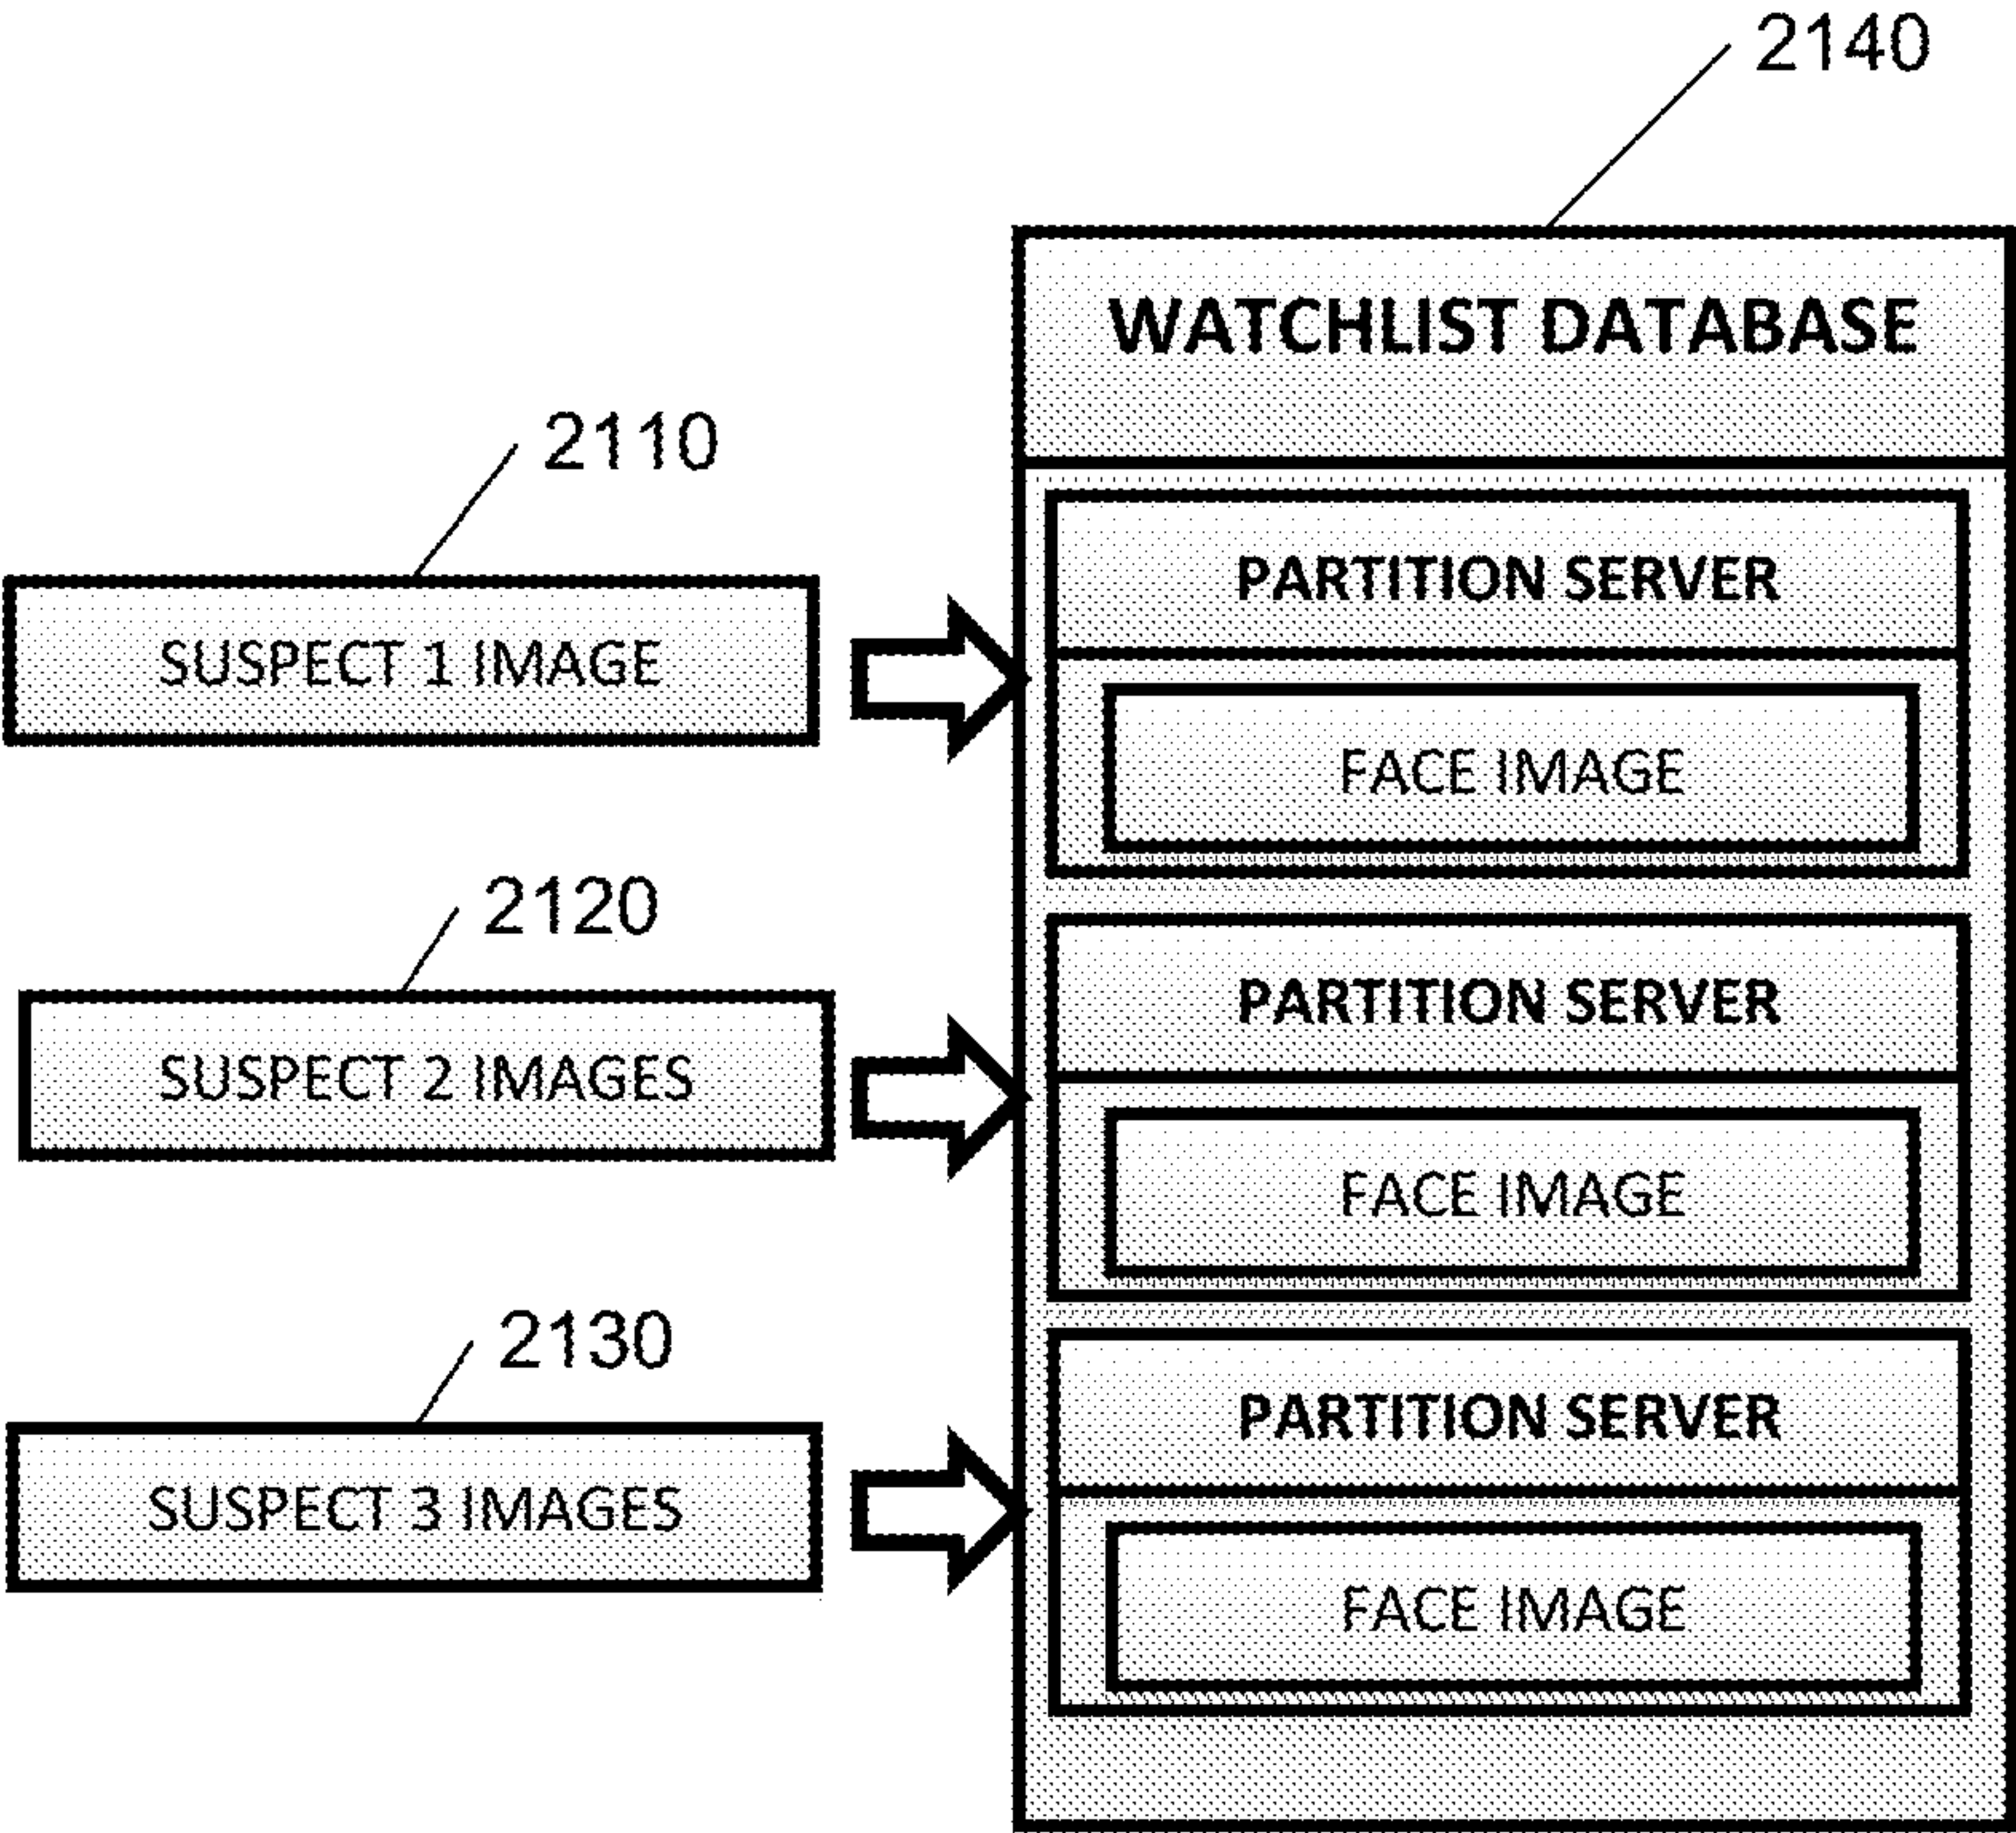 2140
WATCHLIST DATABASE
2110
SUSPECT 1 IMAGE
PARTITION SERVER
FACE IMAGE
2120
SUSPECT 2 IMAGES
PARTITION SERVER
FACE IMAGE
2130
SUSPECT 3 IMAGES
PARTITION SERVER
FACE IMAGE